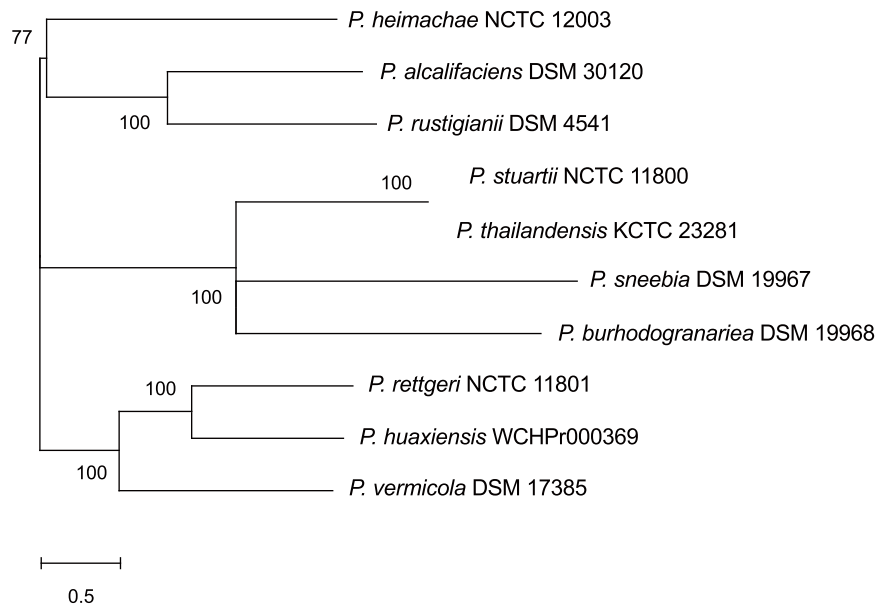 77
P. heimachae NCTC 12003
P. alcalifaciens DSM 30120
100
P. rustigianii DSM 4541
100
P. stuartii NCTC 11800
P. thailandensis KCTC 23281
P. sneebia DSM 19967
100
P. burhodogranariea DSM 19968
100
P. rettgeri NCTC 11801
P. huaxiensis WCHPr000369
100
P. vermicola DSM 17385
0.5